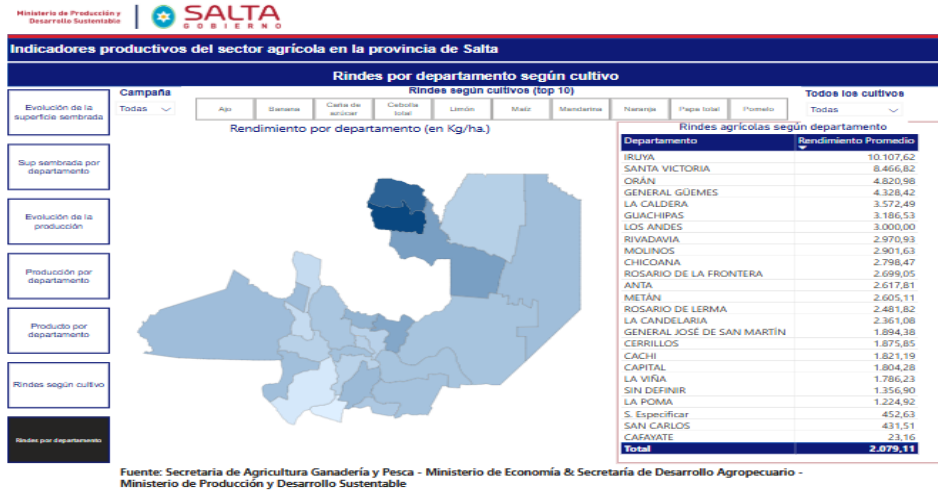 Ministerio de Producción y
Desarrollo Sustentable
SALTA
GOBIERNO
Indicadores productivos del sector agrícola en la provincia de Salta
Rindes por departamento según cultivo
Evolución de la
superficie sembrada
Sup sembrada por
departamento
Evolución de la
producción
Producción por
departamento
Producto por
departamento
Rindes según cultivo
Rindes por departamento
Campaña
Todas
Rindes según cultivos (top 10)
Ajo
Banana
Caña de
azúcar
Cebolla
total
Limón
Maíz
Mandarina
Naranja
Papa total
Pomelo
Todos los cultivos
Todas
Rendimiento por departamento (en Kg/ha.)
Rindes agrícolas según departamento
Departamento Rendimiento Promedio
IRUYA 10.107,62
SANTA VICTORIA 8.466,82
ORÁN 4.820,98
GENERAL GÜEMES 4.328,42
LA CALDERA 3.572,49
GUACHIPAS 3.186,53
LOS ANDES 3.000,00
RIVADAVIA 2.970,93
MOLINOS 2.901,63
CHICOANA 2.798,47
ROSARIO DE LA FRONTERA 2.699,05
ANTA 2.617,81
METÁN 2.605,11
ROSARIO DE LERMA 2.481,82
LA CANDELARIA 2.361,08
GENERAL JOSÉ DE SAN MARTÍN 1.894,38
CERRILLOS 1.875,85
CACHI 1.821,19
CAPITAL 1.804,28
LA VIÑA 1.786,23
SIN DEFINIR 1.356,90
LA POMA 1.224,92
S. Especificar 452,63
SAN CARLOS 431,51
CAFAYATE 23,16
Total 2.079,11
Fuente: Secretaria de Agricultura Ganadería y Pesca - Ministerio de Economía & Secretaría de Desarrollo Agropecuario -
Ministerio de Producción y Desarrollo Sustentable